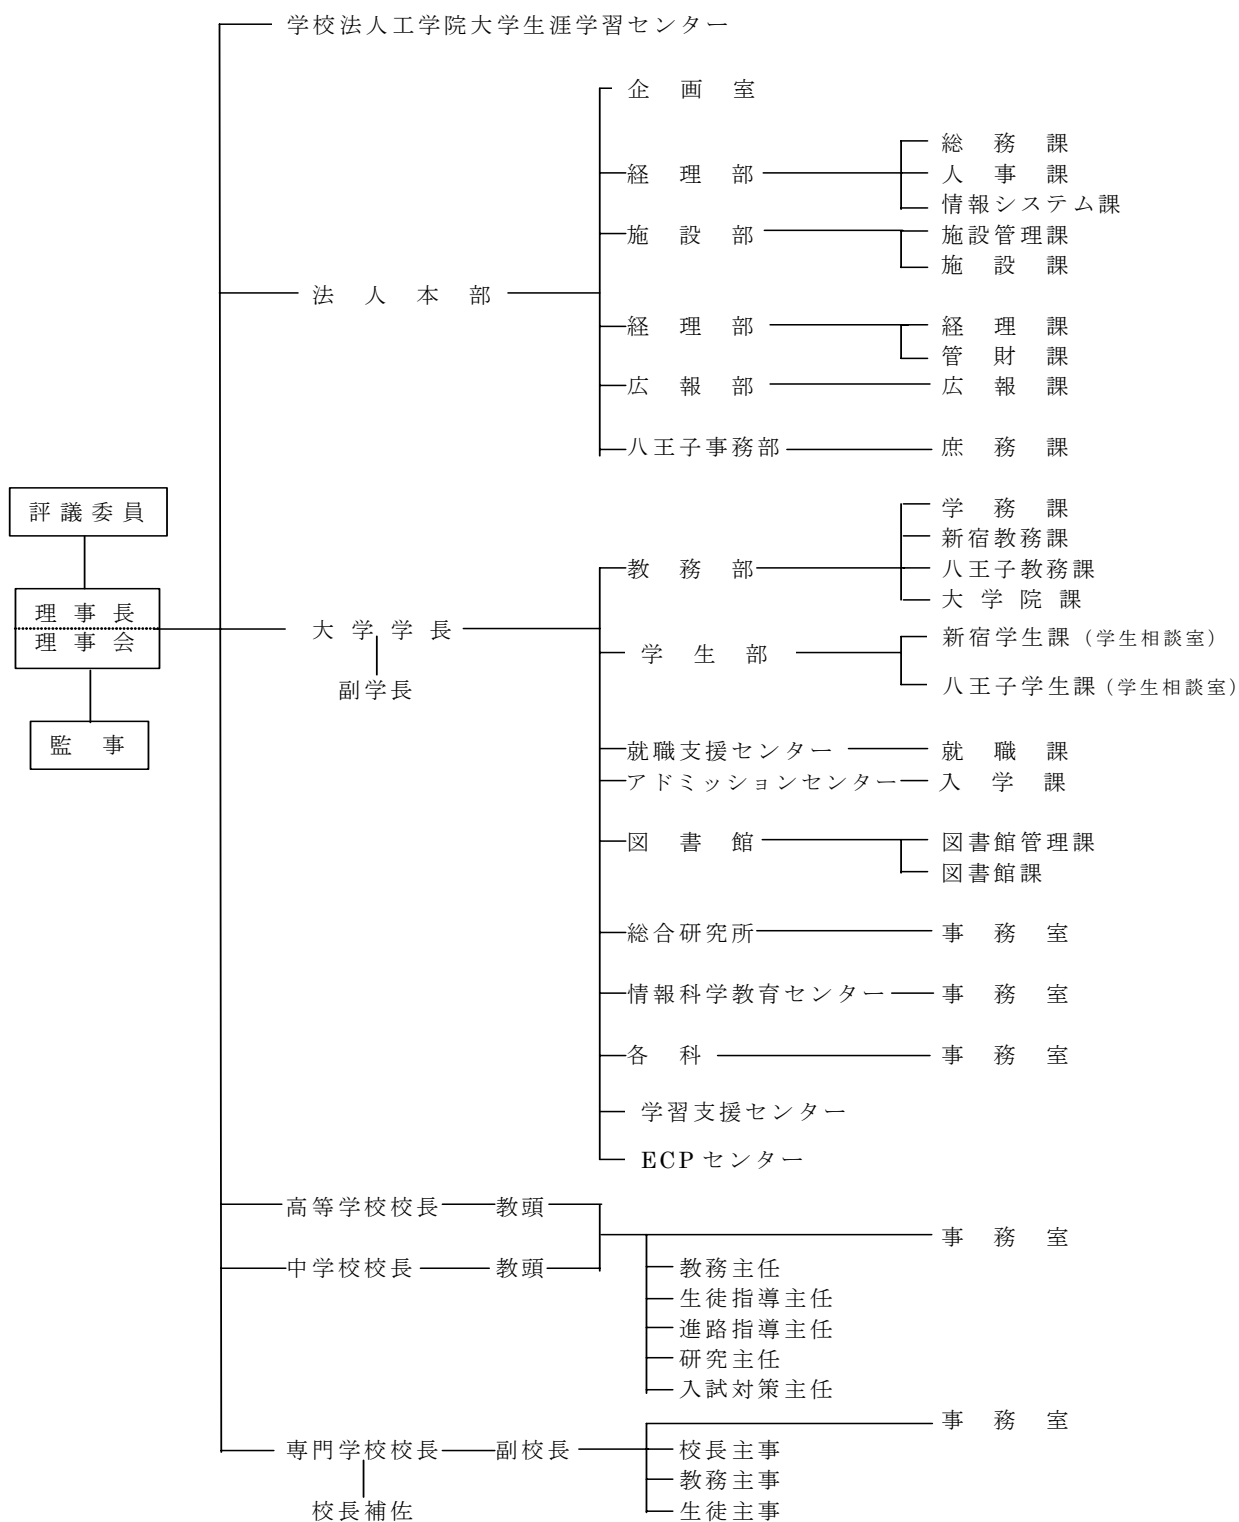 学校法人工学院大学生涯学習センター
企画室
総務課
経理部 人事課
情報システム課
施設部 施設管理課
施設課
法人本部
経理部 経理課
管財課
広報部 広報課
八王子事務部 庶務課
評議委員
学務課
新宿教務課
教務部 八王子教務課
大学院課
理事長
理事会
大学学長
新宿学生課(学生相談室)
学生部
副学長
八王子学生課(学生相談室)
監事
就職支援センター 就職課
アドミッションセンター 入学課
図書館 図書館管理課
図書館課
総合研究所 事務室
情報科学教育センター 事務室
各科 事務室
学習支援センター
ECPセンター
高等学校校長 教頭
事務室
中学校校長 教頭
教務主任
生徒指導主任
進路指導主任
研究主任
入試対策主任
事務室
専門学校校長 副校長 校長主事
教務主事
校長補佐 生徒主事